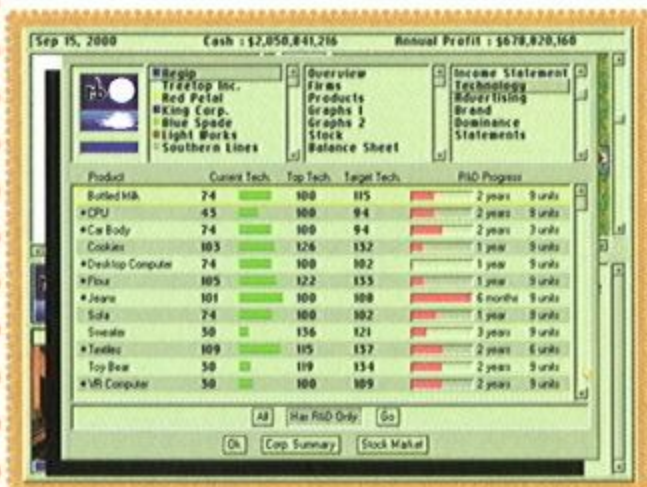 Sep 15, 2000 Cash : $2,050,841,216 Annual Profit : $678,820,160
Regip Overview Income Statement
Treetop Inc. Firms Technology
Red Petal Products Advertising
King Corp. Graphs 1 Brand
Blue Spade Graphs 2 Dominance
Light Works Stock Statements
Southern Lines Balance Sheet
Product Current Tech. Top Tech. Target Tech. R&D Progress
Bottled Milk 74 100 115 2 years 9 units
*CPU 43 100 94 2 years 9 units
*Car Body 74 100 94 2 years 3 units
Cookies 103 126 132 1 year 9 units
*Desktop Computer 74 100 102 1 year 9 units
*Flour 105 122 133 1 year 9 units
*Jeans 101 100 108 6 months 9 units
Sofa 74 100 102 1 year 9 units
Sweater 30 136 121 3 years 9 units
*Textiles 109 115 137 2 years 6 units
Toy Bear 30 119 134 2 years 9 units
*VR Computer 30 100 109 2 years 9 units
All Has R&D Only Go
Ok Corp. Summary Stock Market